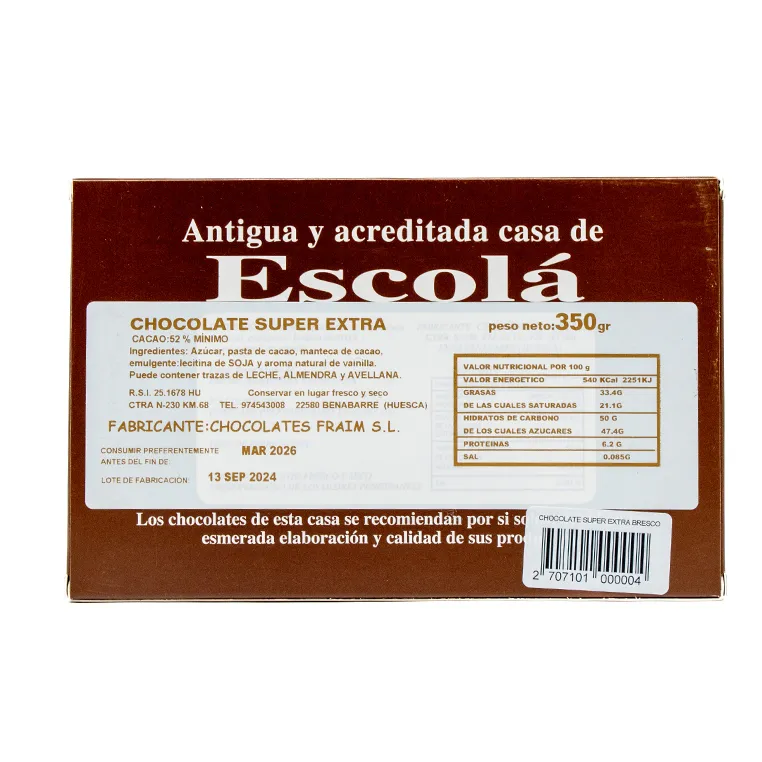 Antigua y acreditada casa de
Escolá
CHOCOLATE SUPER EXTRA
CACAO:52 % MÍNIMO
Ingredientes: Azúcar, pasta de cacao, manteca de cacao,
emulgente:lecitina de SOJA y aroma natural de vainilla.
Puede contener trazas de LECHE, ALMENDRA y AVELLANA.
R.S.I. 25.1678 HU Conservar en lugar fresco y seco
CTRA N-230 KM.68 TEL. 974543008 22580 BENABARRE (HUESCA)
FABRICANTE:CHOCOLATES FRAIM S.L.
CONSUMIR PREFERENTEMENTE
ANTES DEL FIN DE: MAR 2026
LOTE DE FABRICACIÓN: 13 SEP 2024
peso neto:350gr
VALOR NUTRICIONAL POR 100 g
VALOR ENERGETICO 540 KCal 2251KJ
GRASAS 33.4G
DE LAS CUALES SATURADAS 21.1G
HIDRATOS DE CARBONO 50 G
DE LOS CUALES AZUCARES 47.4G
PROTEINAS 6.2 G
SAL 0.085G
Los chocolates de esta casa se recomiendan por si
esmerada elaboración y calidad de sus
CHOCOLATE SUPER EXTRA BRESCO
2 707101 000004